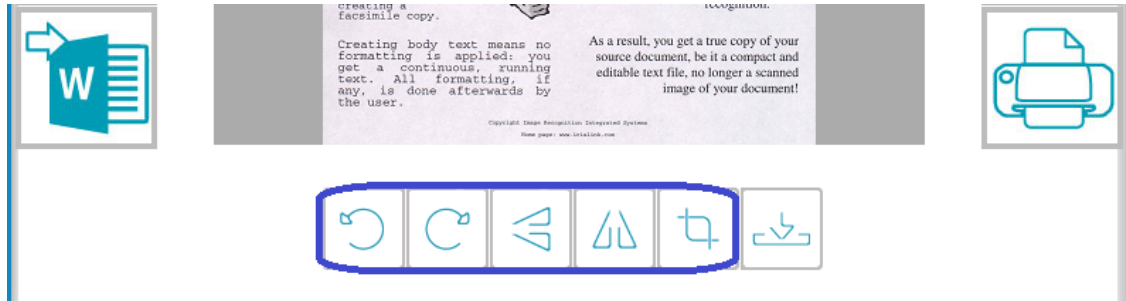 creating a
facsimile copy.
Creating body text means no
formatting is applied: you
get a continuous, running
text. All formatting, if
any, is done afterwards by
the user.
recognition.
As a result, you get a true copy of your
source document, be it a compact and
editable text file, no longer a scanned
image of your document!
Copyright Image Recognition Integrated Systems
Home page: www.irislink.com
W